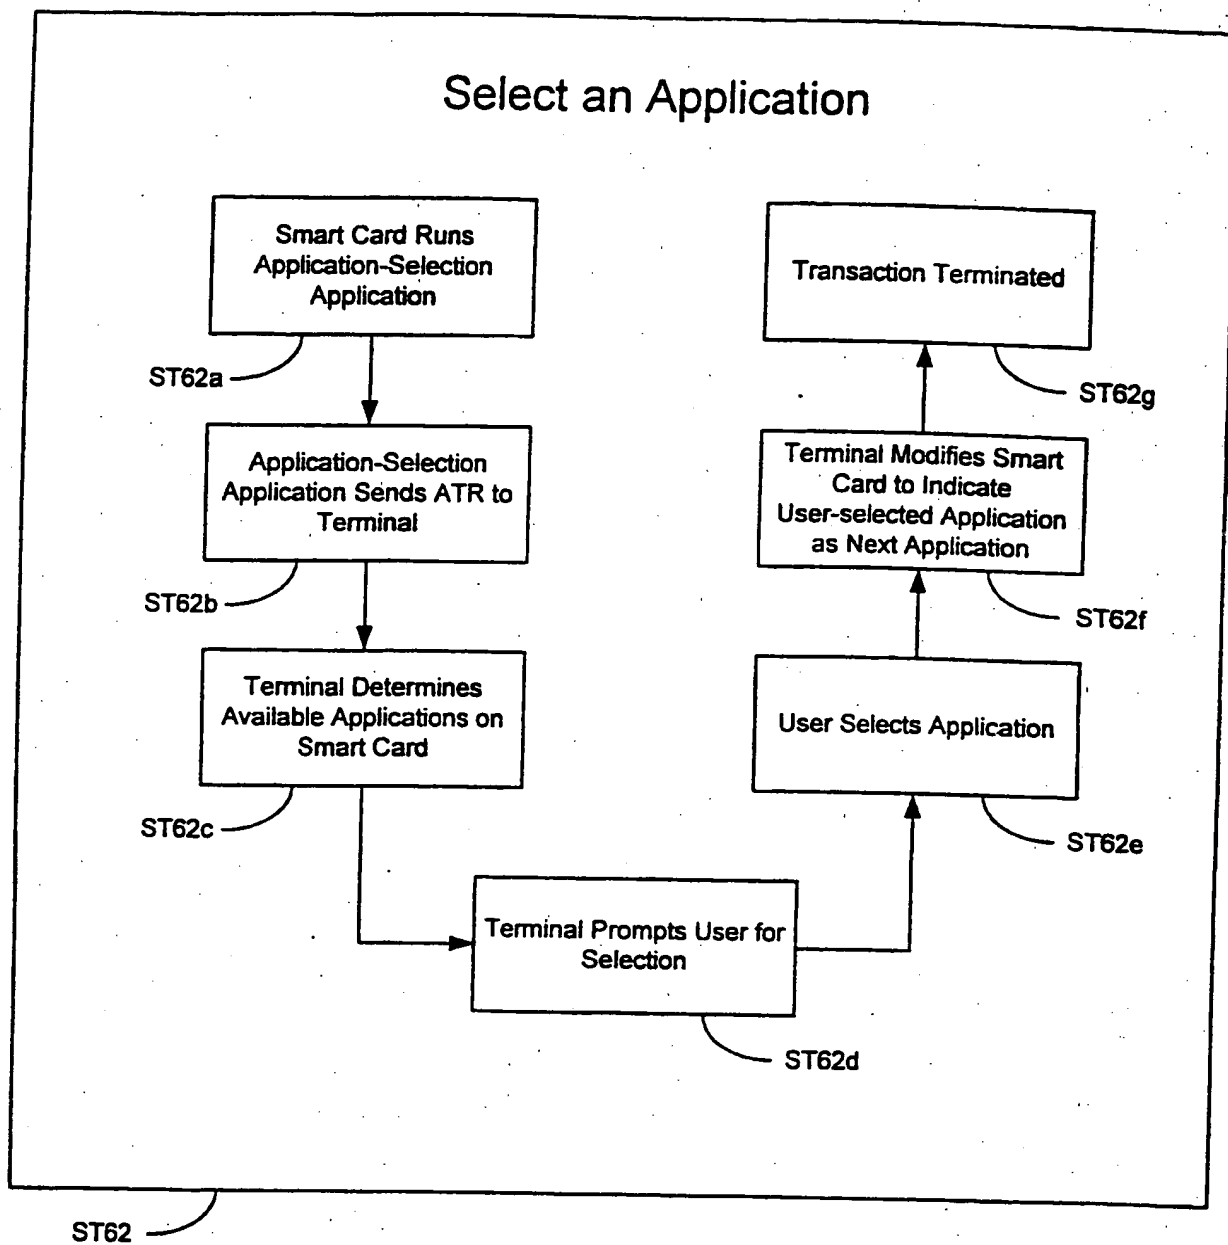 Select an Application
Smart Card Runs
Application-Selection
Application
ST62a
Application-Selection
Application Sends ATR to
Terminal
ST62b
Terminal Determines
Available Applications on
Smart Card
ST62c
Terminal Prompts User for
Selection
ST62d
User Selects Application
ST62e
Terminal Modifies Smart
Card to Indicate
User-selected Application
as Next Application
ST62f
Transaction Terminated
ST62g
ST62